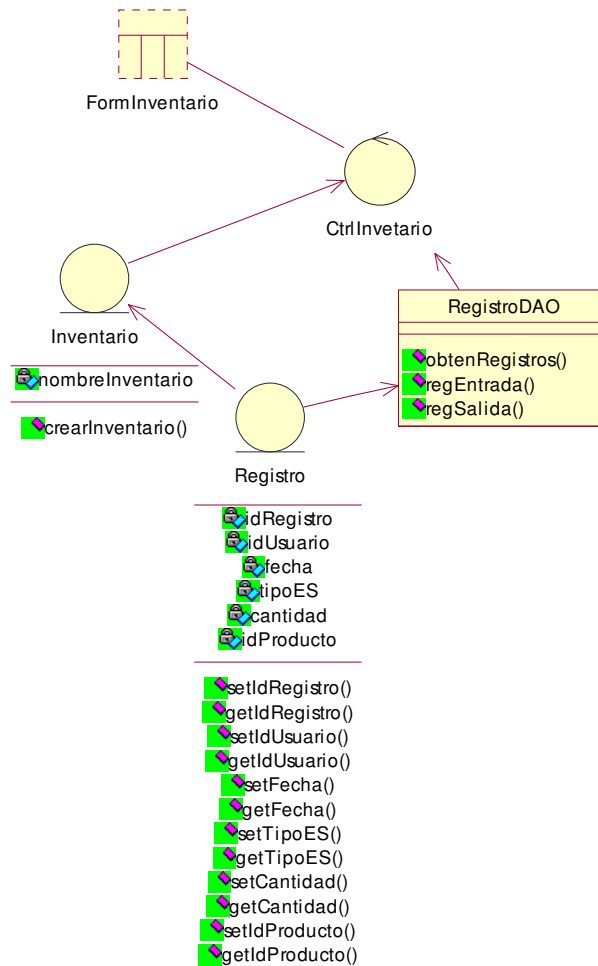 FormInventario
CtrlInvetario
Inventario
nombreInventario
crearInventario()
RegistroDAO
obtenRegistros()
regEntrada()
regSalida()
Registro
idRegistro
idUsuario
fecha
tipoES
cantidad
idProducto
setIdRegistro()
getIdRegistro()
setIdUsuario()
getIdUsuario()
setFecha()
getFecha()
setTipoES()
getTipoES()
setCantidad()
getCantidad()
setIdProducto()
getIdProducto()